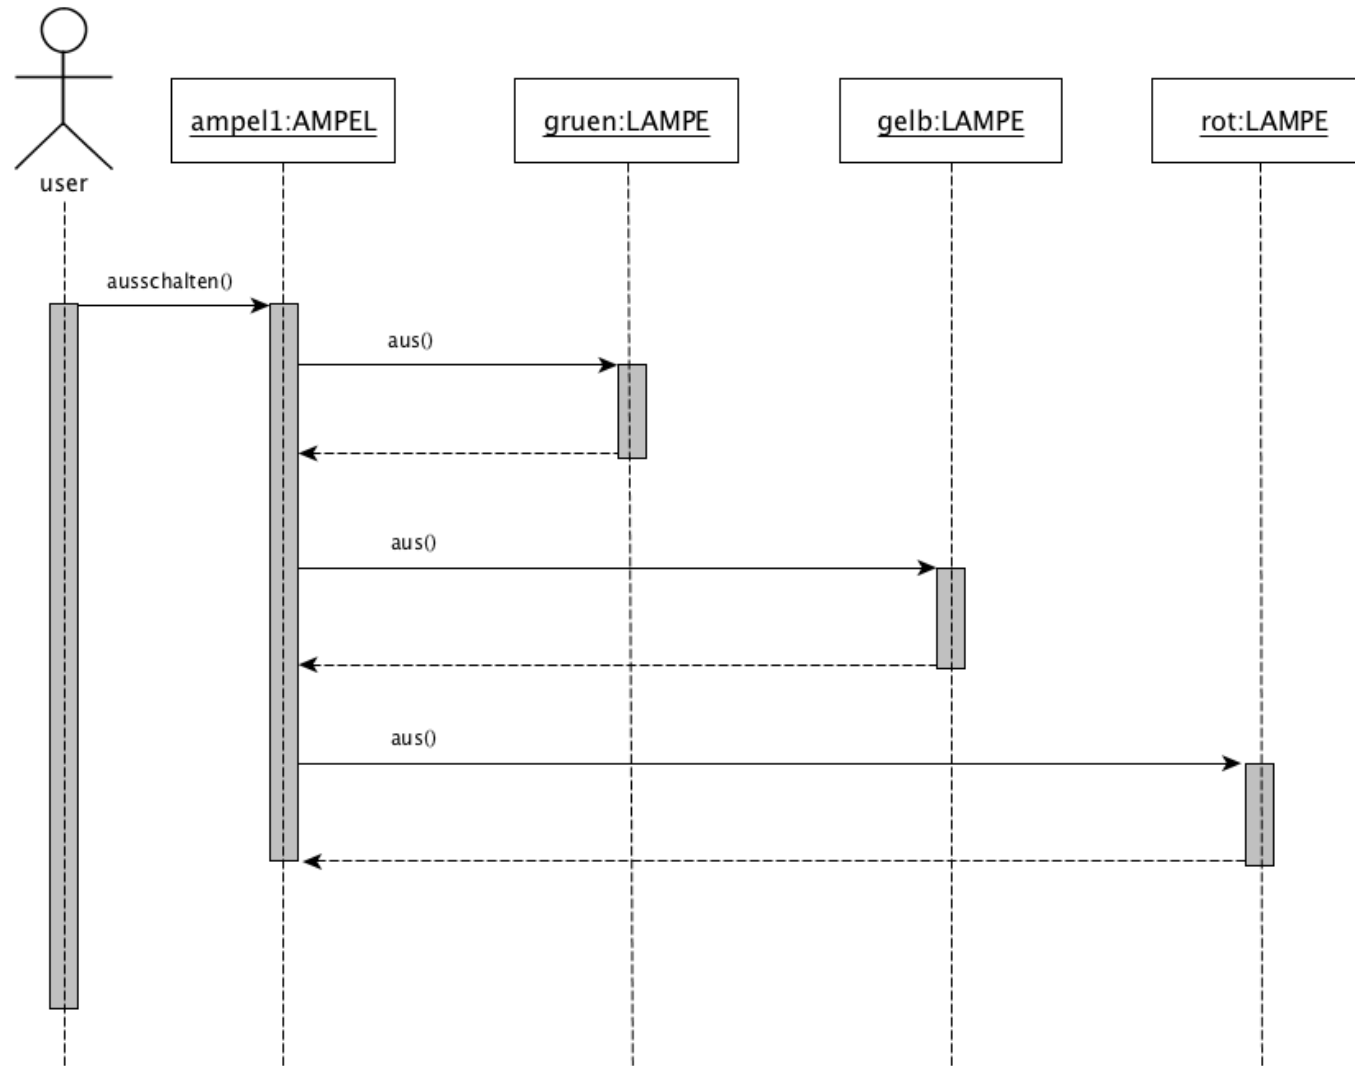 ampel1:AMPEL
gruen:LAMPE
gelb:LAMPE
rot:LAMPE
user
ausschalten()
aus()
aus()
aus()